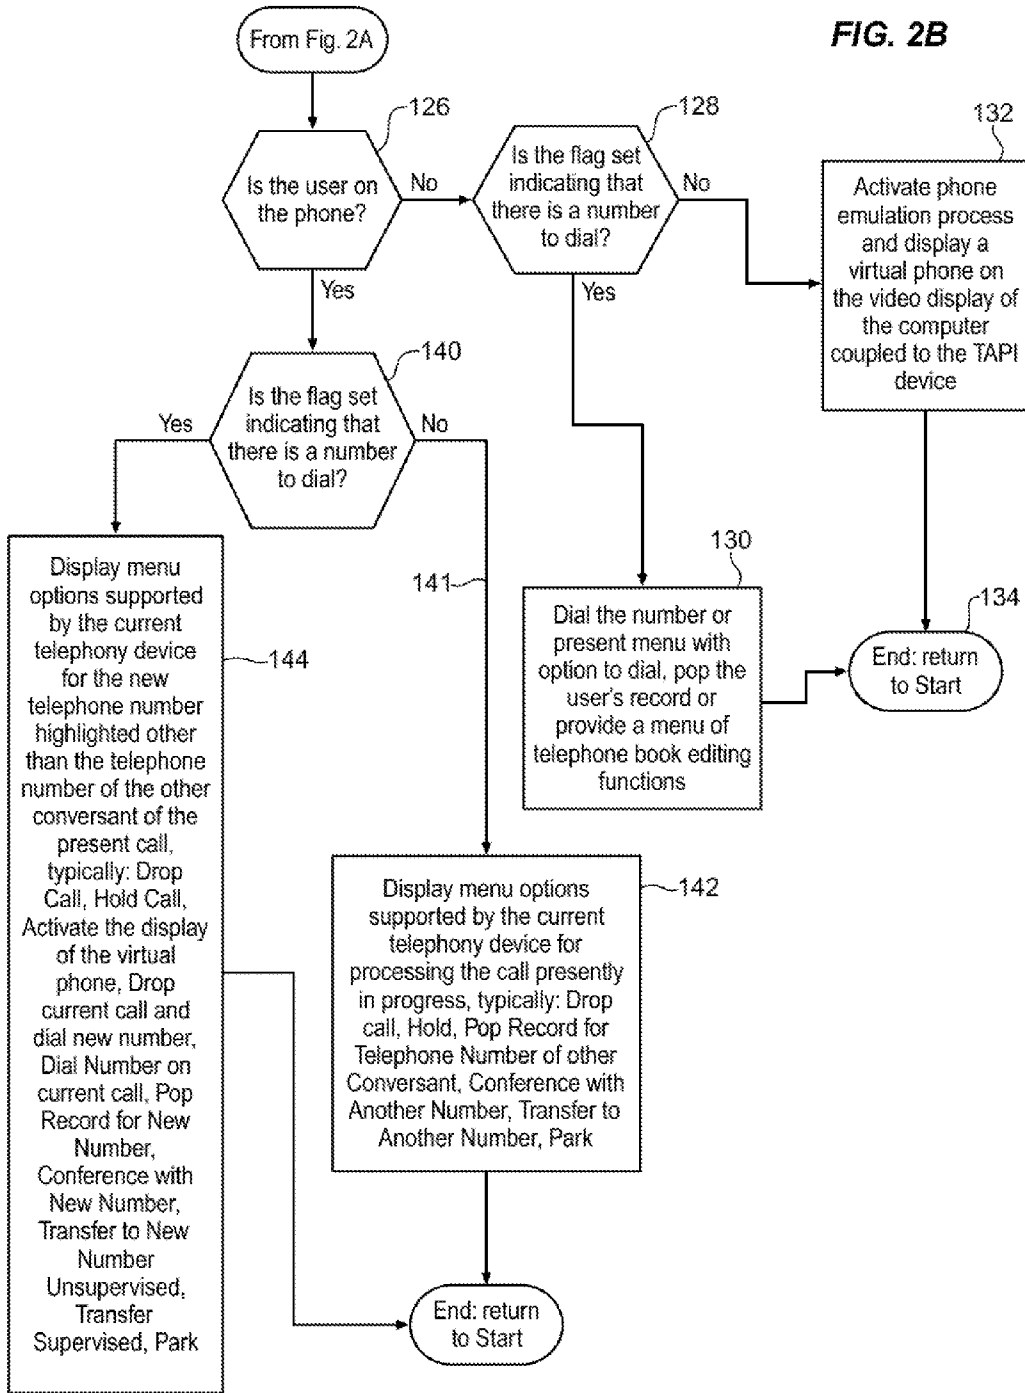 From Fig. 2A
FIG. 2B
126
Is the user on
the phone?
No
Yes
128
Is the flag set
indicating that
there is a number
to dial?
No
Yes
132
Activate phone
emulation process
and display a
virtual phone on
the video display of
the computer
coupled to the TAPI
device
140
Is the flag set
indicating that
there is a number
to dial?
Yes
No
141
130
Dial the number or
present menu with
option to dial, pop the
user's record or
provide a menu of
telephone book editing
functions
134
End: return
to Start
144
Display menu
options supported
by the current
telephony device
for the new
telephone number
highlighted other
than the telephone
number of the other
conversant of the
present call,
typically: Drop
Call, Hold Call,
Activate the display
of the virtual
phone, Drop
current call and
dial new number,
Dial Number on
current call, Pop
Record for New
Number,
Conference with
New Number,
Transfer to New
Number
Unsupervised,
Transfer
Supervised, Park
142
Display menu options
supported by the current
telephony device for
processing the call presently
in progress, typically: Drop
call, Hold, Pop Record for
Telephone Number of other
Conversant, Conference with
Another Number, Transfer to
Another Number, Park
End: return
to Start